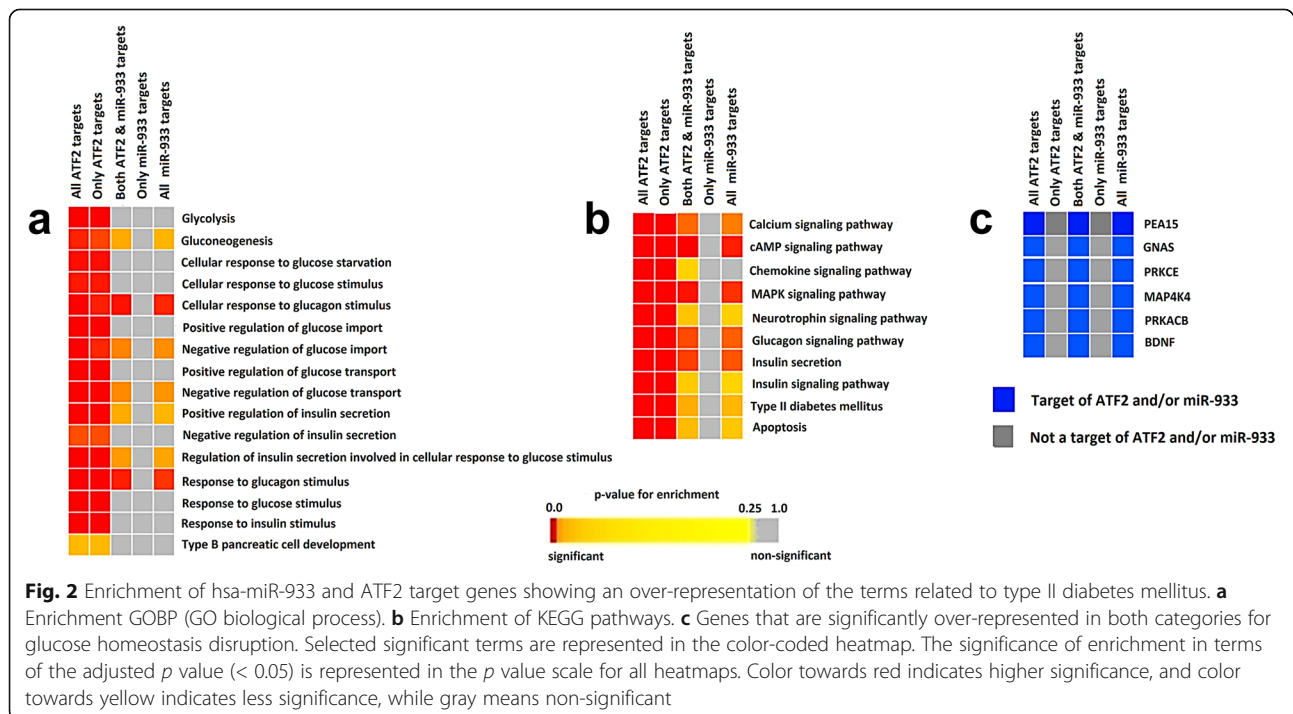 a
All ATF2 targets
Only ATF2 targets
Both ATF2 & miR-933 targets
Only miR-933 targets
All miR-933 targets
Glycolysis
Gluconeogenesis
Cellular response to glucose starvation
Cellular response to glucose stimulus
Cellular response to glucagon stimulus
Positive regulation of glucose import
Negative regulation of glucose import
Positive regulation of glucose transport
Negative regulation of glucose transport
Positive regulation of insulin secretion
Negative regulation of insulin secretion
Regulation of insulin secretion involved in cellular response to glucose stimulus
Response to glucagon stimulus
Response to glucose stimulus
Response to insulin stimulus
Type B pancreatic cell development
b
All ATF2 targets
Only ATF2 targets
Both ATF2 & miR-933 targets
Only miR-933 targets
All miR-933 targets
Calcium signaling pathway
cAMP signaling pathway
Chemokine signaling pathway
MAPK signaling pathway
Neurotrophin signaling pathway
Glucagon signaling pathway
Insulin secretion
Insulin signaling pathway
Type II diabetes mellitus
Apoptosis
c
All ATF2 targets
Only ATF2 targets
Both ATF2 & miR-933 targets
Only miR-933 targets
All miR-933 targets
PEA15
GNAS
PRKCE
MAP4K4
PRKACB
BDNF
Target of ATF2 and/or miR-933
Not a target of ATF2 and/or miR-933
p-value for enrichment
0.0 0.25 1.0
significant non-significant
Fig. 2 Enrichment of hsa-miR-933 and ATF2 target genes showing an over-representation of the terms related to type II diabetes mellitus. a
Enrichment GOBP (GO biological process). b Enrichment of KEGG pathways. c Genes that are significantly over-represented in both categories for
glucose homeostasis disruption. Selected significant terms are represented in the color-coded heatmap. The significance of enrichment in terms
of the adjusted p value (< 0.05) is represented in the p value scale for all heatmaps. Color towards red indicates higher significance, and color
towards yellow indicates less significance, while gray means non-significant